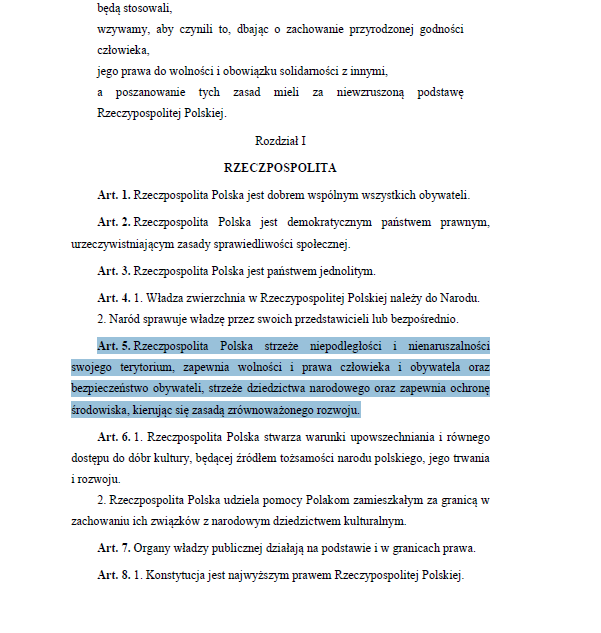 będą stosowali,
wzywamy, aby czynili to, dbając o zachowanie przyrodzonej godności
człowieka,
jego prawa do wolności i obowiązku solidarności z innymi,
a poszanowanie tych zasad mieli za niewzruszoną podstawę
Rzeczypospolitej Polskiej.
Rozdział I
RZECZPOSPOLITA
Art. 1. Rzeczpospolita Polska jest dobrem wspólnym wszystkich obywateli.
Art. 2. Rzeczpospolita Polska jest demokratycznym państwem prawnym,
urzeczywistniającym zasady sprawiedliwości społecznej.
Art. 3. Rzeczpospolita Polska jest państwem jednolitym.
Art. 4. 1. Władza zwierzchnia w Rzeczypospolitej Polskiej należy do Narodu.
2. Naród sprawuje władzę przez swoich przedstawicieli lub bezpośrednio.
Art. 5. Rzeczpospolita Polska strzeże niepodległości i nienaruszalności
swojego terytorium, zapewnia wolności i prawa człowieka i obywatela oraz
bezpieczeństwo obywateli, strzeże dziedzictwa narodowego oraz zapewnia ochronę
środowiska, kierując się zasadą zrównoważonego rozwoju.
Art. 6. 1. Rzeczpospolita Polska stwarza warunki upowszechniania i równego
dostępu do dóbr kultury, będącej źródłem tożsamości narodu polskiego, jego trwania
i rozwoju.
2. Rzeczpospolita Polska udziela pomocy Polakom zamieszkałym za granicą w
zachowaniu ich związków z narodowym dziedzictwem kulturalnym.
Art. 7. Organy władzy publicznej działają na podstawie i w granicach prawa.
Art. 8. 1. Konstytucja jest najwyższym prawem Rzeczypospolitej Polskiej.